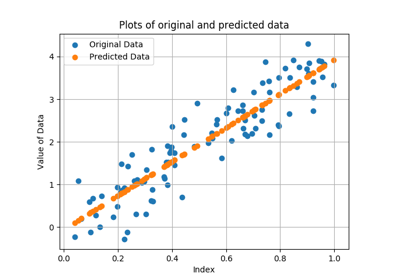 Plots of original and predicted data
Original Data
Predicted Data
Value of Data
4
3
2
1
0
0.0 0.2 0.4 0.6 0.8 1.0
Index